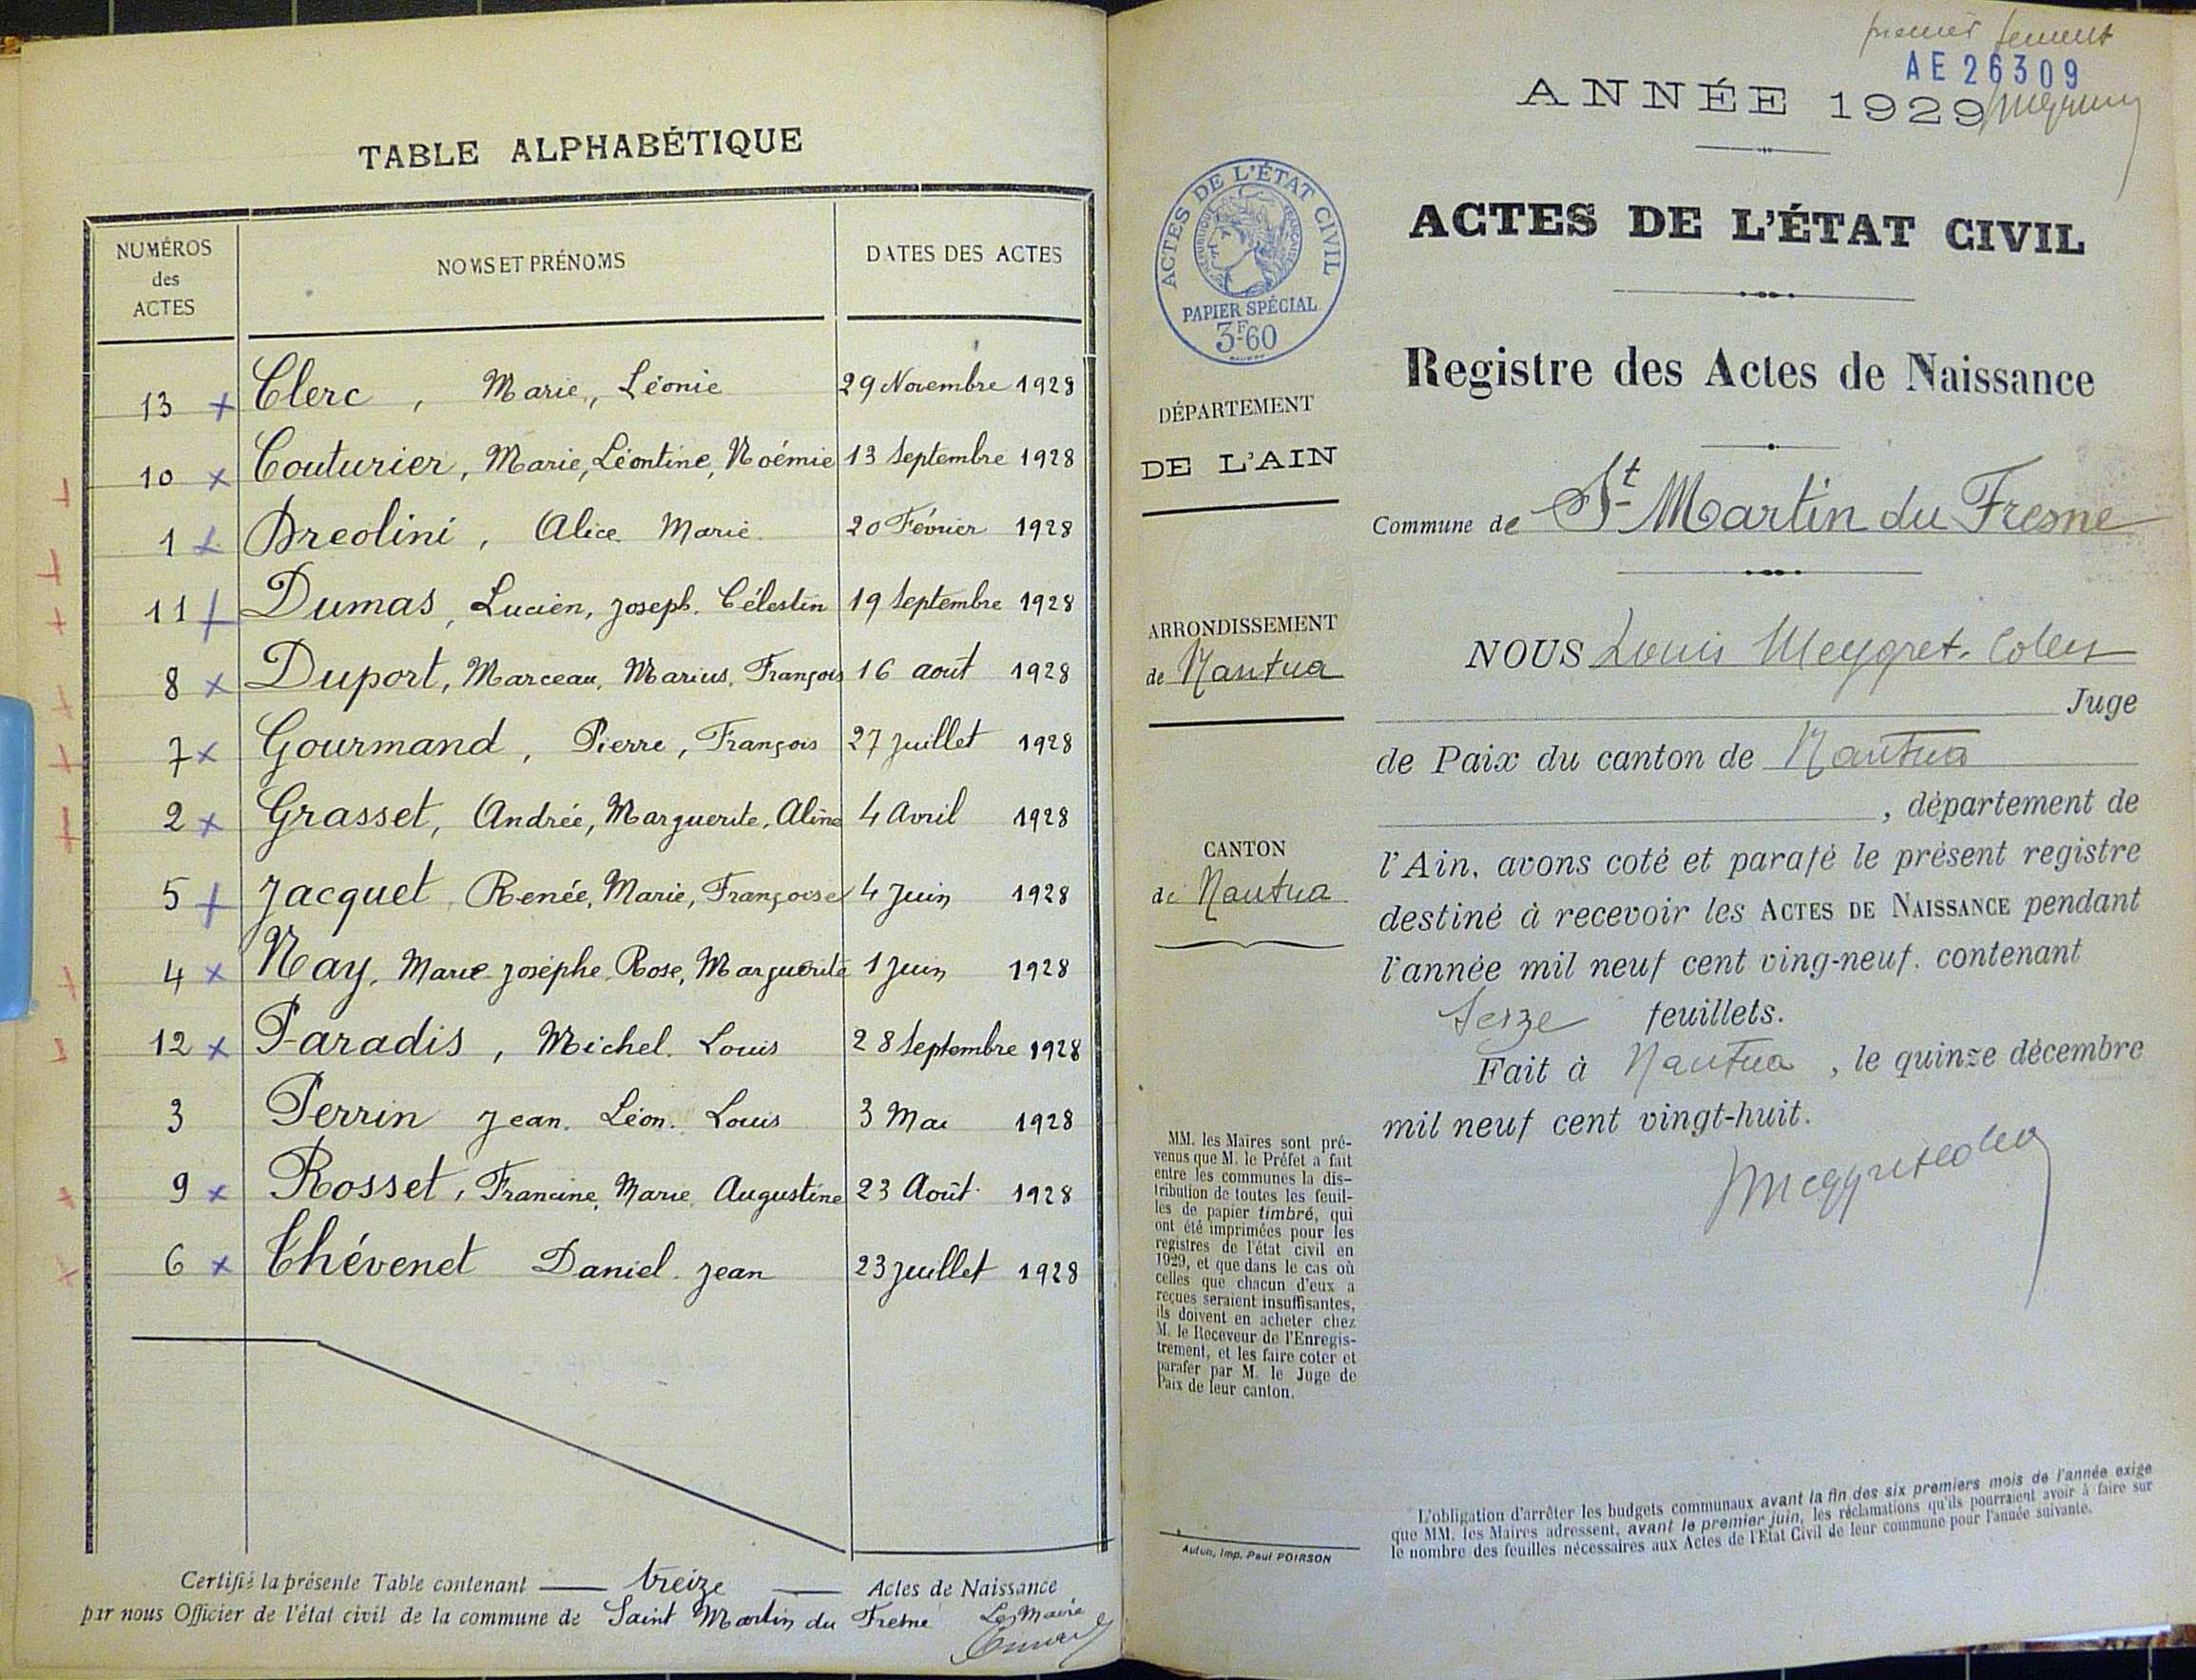 TABLE ALPHABÉTIQUE
NUMÉROS
des
ACTES
NOMS ET PRÉNOMS
DATES DES ACTES
13 x Clerc, Marie, Léonie 29 Novembre 1928
10 x Couturier, Marie, Léontine, Noémie 13 Septembre 1928
1 x Dreolini, Alice Marie 20 Février 1928
11 x Dumas, Lucien, Joseph. Célestin 19 Septembre 1928
8 x Duport, Marceau, Marius, François 16 août 1928
7 x Gourmand, Pierre, François 27 Juillet 1928
2 x Grasset, Andrée, Marguerite, Aline 4 Avril 1928
5 x Jacquet, Renée, Marie, Françoise 4 Juin 1928
4 x Nay, Marie Josèphe, Rose, Marguerite 1 Juin 1928
12 x Paradis, Michel. Louis 28 Septembre 1928
3 Perrin Jean. Léon. Louis 3 Mai 1928
9 x Rosset, Francine, Marie, Augustine 23 Août 1928
6 x Thévenet Daniel. Jean 23 Juillet 1928
Certifié la présente Table contenant treize Actes de Naissance
par nous Officier de l'état civil de la commune de Saint Martin du Fresne Le Maire
AE 26309
ANNÉE 1929
ACTES DE L'ÉTAT CIVIL
PAPIER SPÉCIAL
3F60
ACTES DE L'ÉTAT CIVIL
Registre des Actes de Naissance
DÉPARTEMENT
DE L'AIN
Commune de St Martin du Fresne
ARRONDISSEMENT
de Nantua
CANTON
de Nantua
NOUS Louis Meygret-Collet
Juge
de Paix du canton de Nantua
, département de
l'Ain, avons coté et parafé le présent registre
destiné à recevoir les ACTES DE NAISSANCE pendant
l'année mil neuf cent ving-neuf, contenant
Seize feuillets.
Fait à Nantua, le quinze décembre
mil neuf cent vingt-huit.
MM. les Maires sont pré-
venus que M. le Préfet a fait
entre les communes la dis-
tribution de toutes les feuil-
les de papier timbré, qui
ont été imprimées pour les
registres de l'état civil en
1929, et que dans le cas où
celles que chacun d'eux a
reçues seraient insuffisantes,
ils doivent en acheter chez
M. le Receveur de l'Enregis-
trement, et les faire coter et
parafer par M. le Juge de
Paix de leur canton.
Autun, Imp. Paul POIRSON
L'obligation d'arrêter les budgets communaux avant la fin des six premiers mois de l'année exige
que MM. les Maires adressent, avant le premier juin, les réclamations qu'ils pourraient avoir à faire sur
le nombre des feuilles nécessaires aux Actes de l'Etat Civil de leur commune pour l'année suivante.